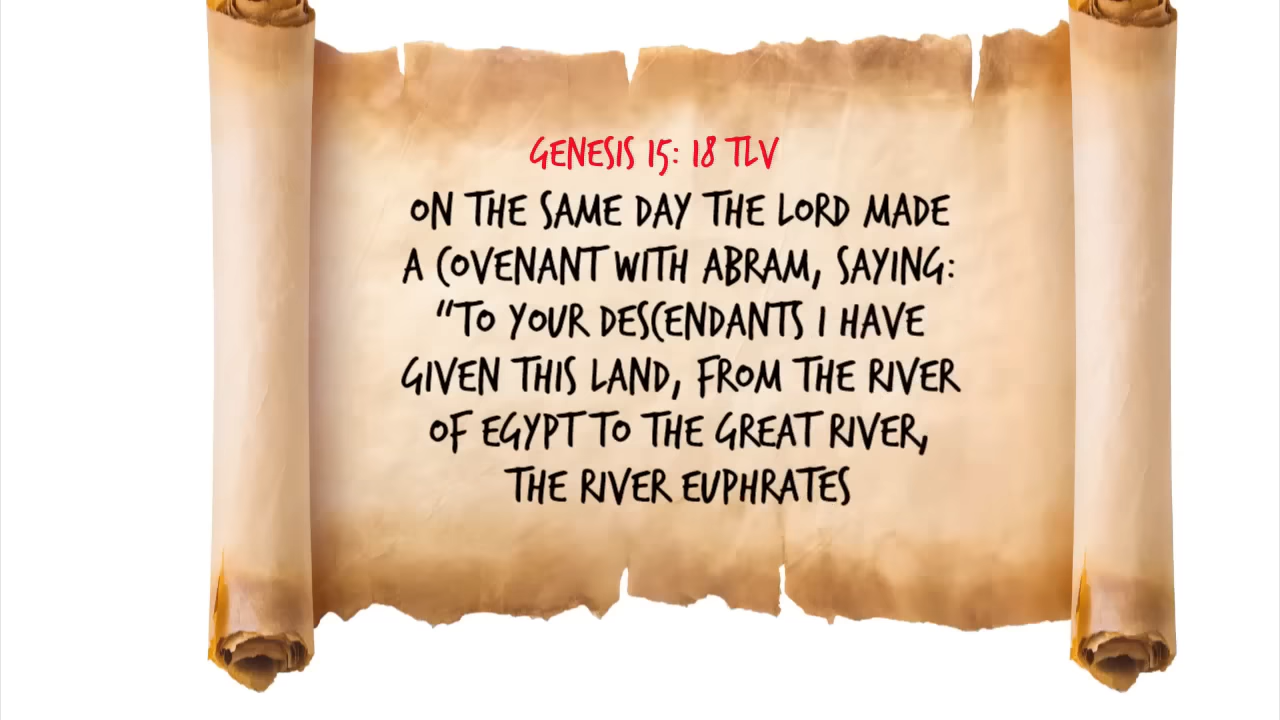 GENESIS 15: 18 TLV
ON THE SAME DAY THE LORD MADE
A COVENANT WITH ABRAM, SAYING:
"TO YOUR DESCENDANTS I HAVE
GIVEN THIS LAND, FROM THE RIVER
OF EGYPT TO THE GREAT RIVER,
THE RIVER EUPHRATES